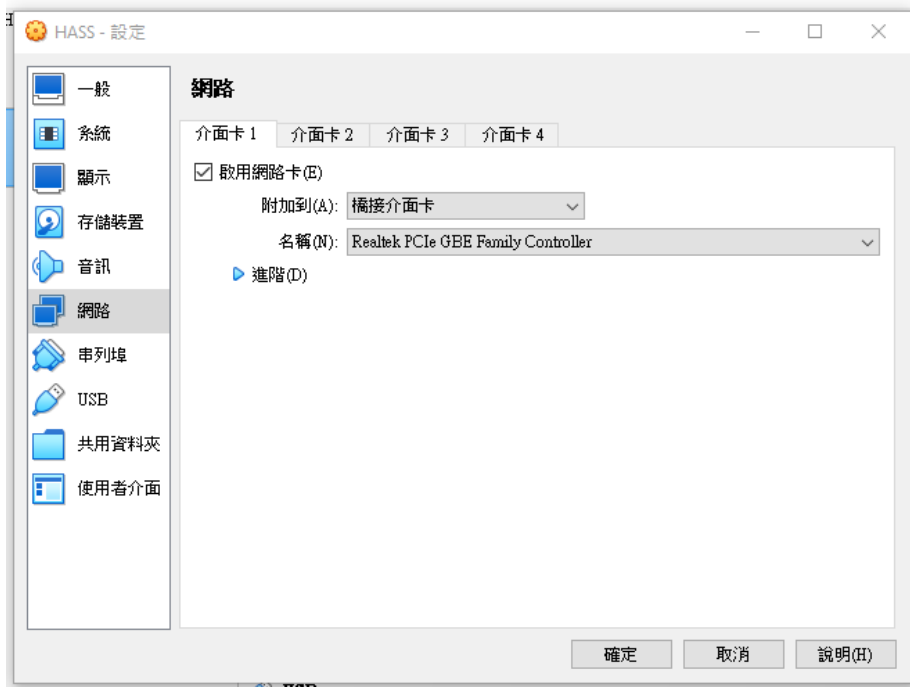 HASS - 設定
一般
系統
顯示
存儲裝置
音訊
網路
串列埠
USB
共用資料夾
使用者介面
網路
介面卡 1
介面卡 2
介面卡 3
介面卡 4
啟用網路卡(E)
附加到(A): 橋接介面卡
名稱(N): Realtek PCIe GBE Family Controller
進階(D)
確定
取消
說明(H)